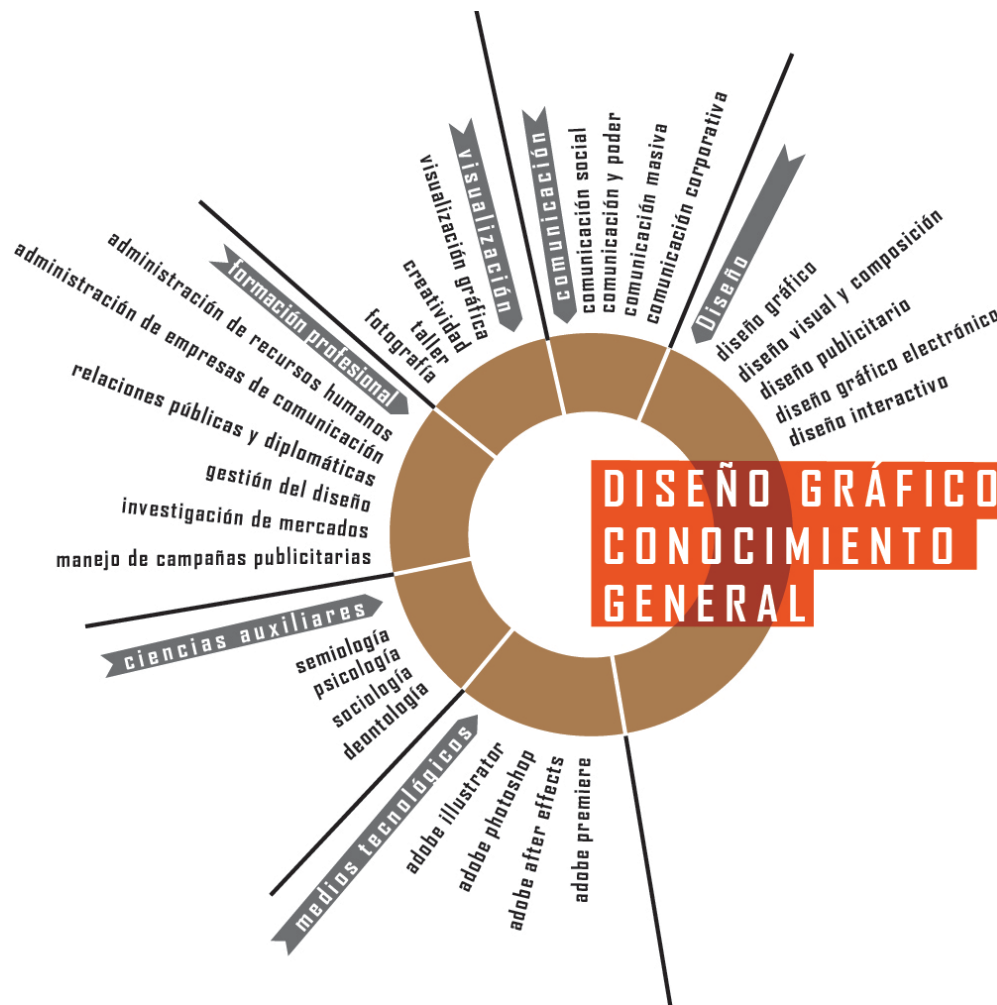 DISEÑO GRÁFICO
CONOCIMIENTO
GENERAL
Diseño
diseño gráfico
diseño visual y composición
diseño publicitario
diseño gráfico electrónico
diseño interactivo
comunicación
comunicación social
comunicación y poder
comunicación masiva
comunicación corporativa
visualización
visualización gráfica
creatividad
taller
fotografía
formación profesional
administración de recursos humanos
administración de empresas de comunicación
relaciones públicas y diplomáticas
gestión del diseño
investigación de mercados
manejo de campañas publicitarias
ciencias auxiliares
semiología
psicología
sociología
deontología
medios tecnológicos
adobe illustrator
adobe photoshop
adobe after effects
adobe premiere